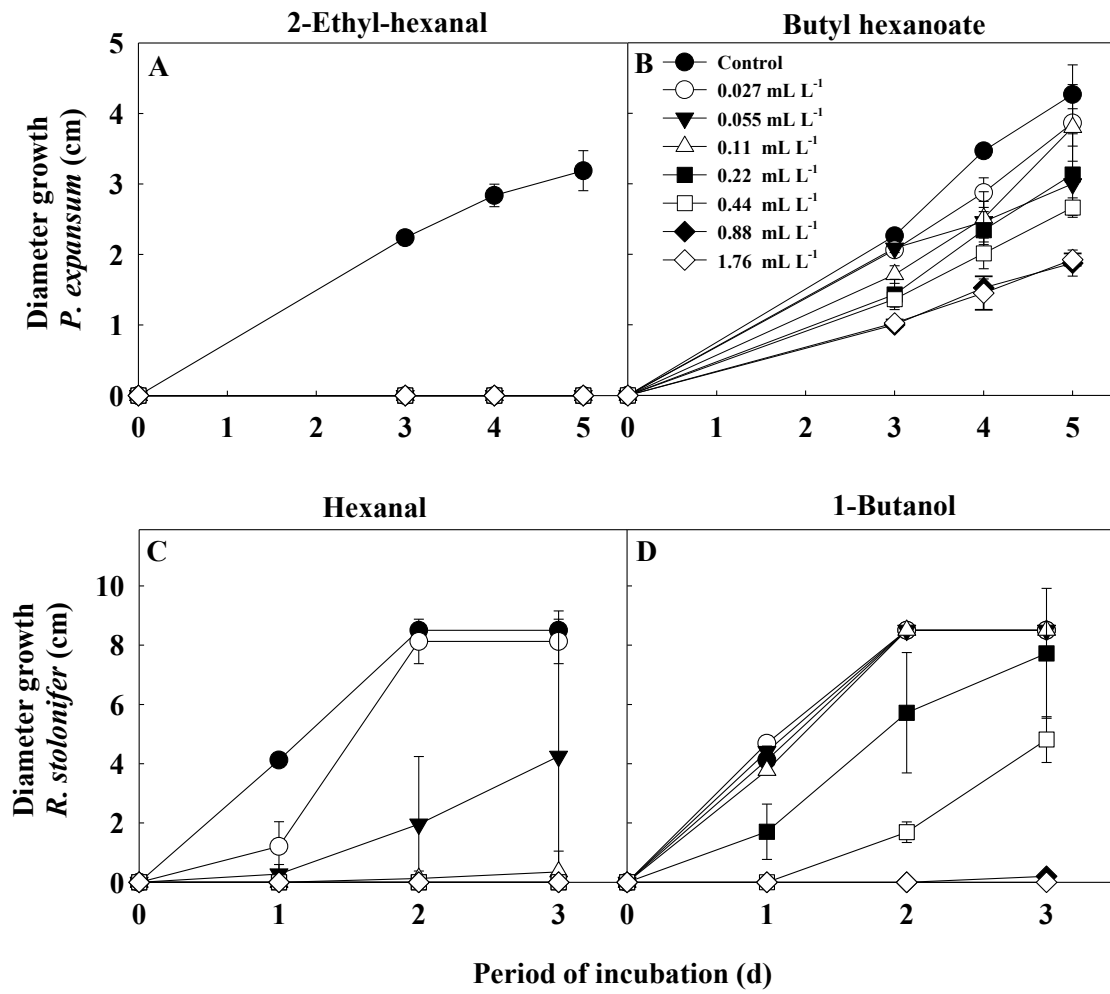 2-Ethyl-hexanal
Butyl hexanoate
Diameter growth
P. expansum (cm)
A
5
4
3
2
1
0
0 1 2 3 4 5
B
Control
0.027 mL L-1
0.055 mL L-1
0.11 mL L-1
0.22 mL L-1
0.44 mL L-1
0.88 mL L-1
1.76 mL L-1
0 1 2 3 4 5
Hexanal
1-Butanol
Diameter growth
R. stolonifer (cm)
C
10
8
6
4
2
0
0 1 2 3
D
0 1 2 3
Period of incubation (d)